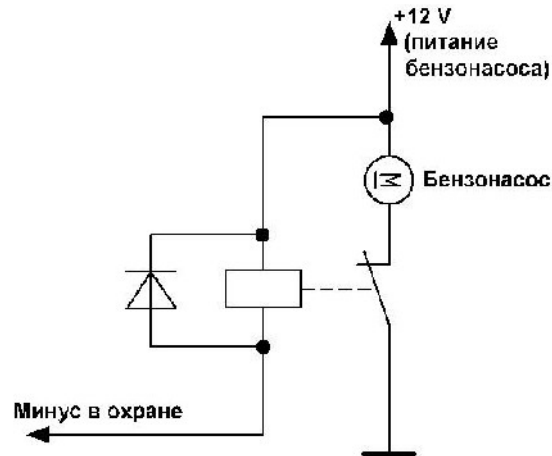 +12 V
(питание
бензонасоса)
М
Бензонасос
Минус в охране